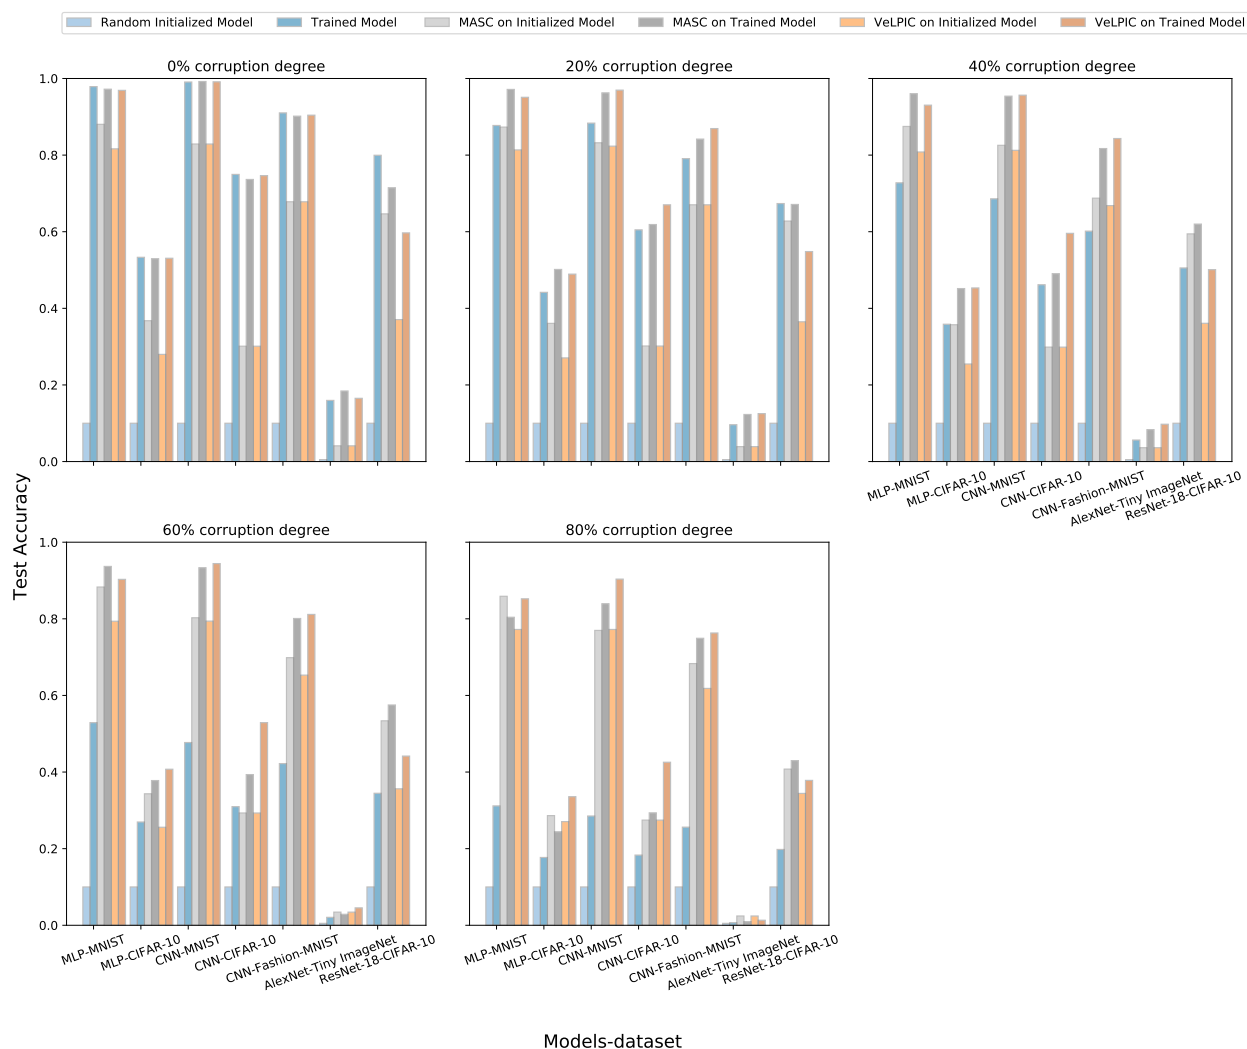 Random Initialized Model Trained Model MASC on Initialized Model MASC on Trained Model VeLPIC on Initialized Model VeLPIC on Trained Model
0% corruption degree
20% corruption degree
40% corruption degree
1.0
0.8
0.6
0.4
0.2
0.0
MLP-MNIST
MLP-CIFAR-10
CNN-MNIST
CNN-CIFAR-10
CNN-Fashion-MNIST
AlexNet-Tiny ImageNet
ResNet-18-CIFAR-10
Test Accuracy
60% corruption degree
80% corruption degree
1.0
0.8
0.6
0.4
0.2
0.0
MLP-MNIST
MLP-CIFAR-10
CNN-MNIST
CNN-CIFAR-10
CNN-Fashion-MNIST
AlexNet-Tiny ImageNet
ResNet-18-CIFAR-10
MLP-MNIST
MLP-CIFAR-10
CNN-MNIST
CNN-CIFAR-10
CNN-Fashion-MNIST
AlexNet-Tiny ImageNet
ResNet-18-CIFAR-10
Models-dataset